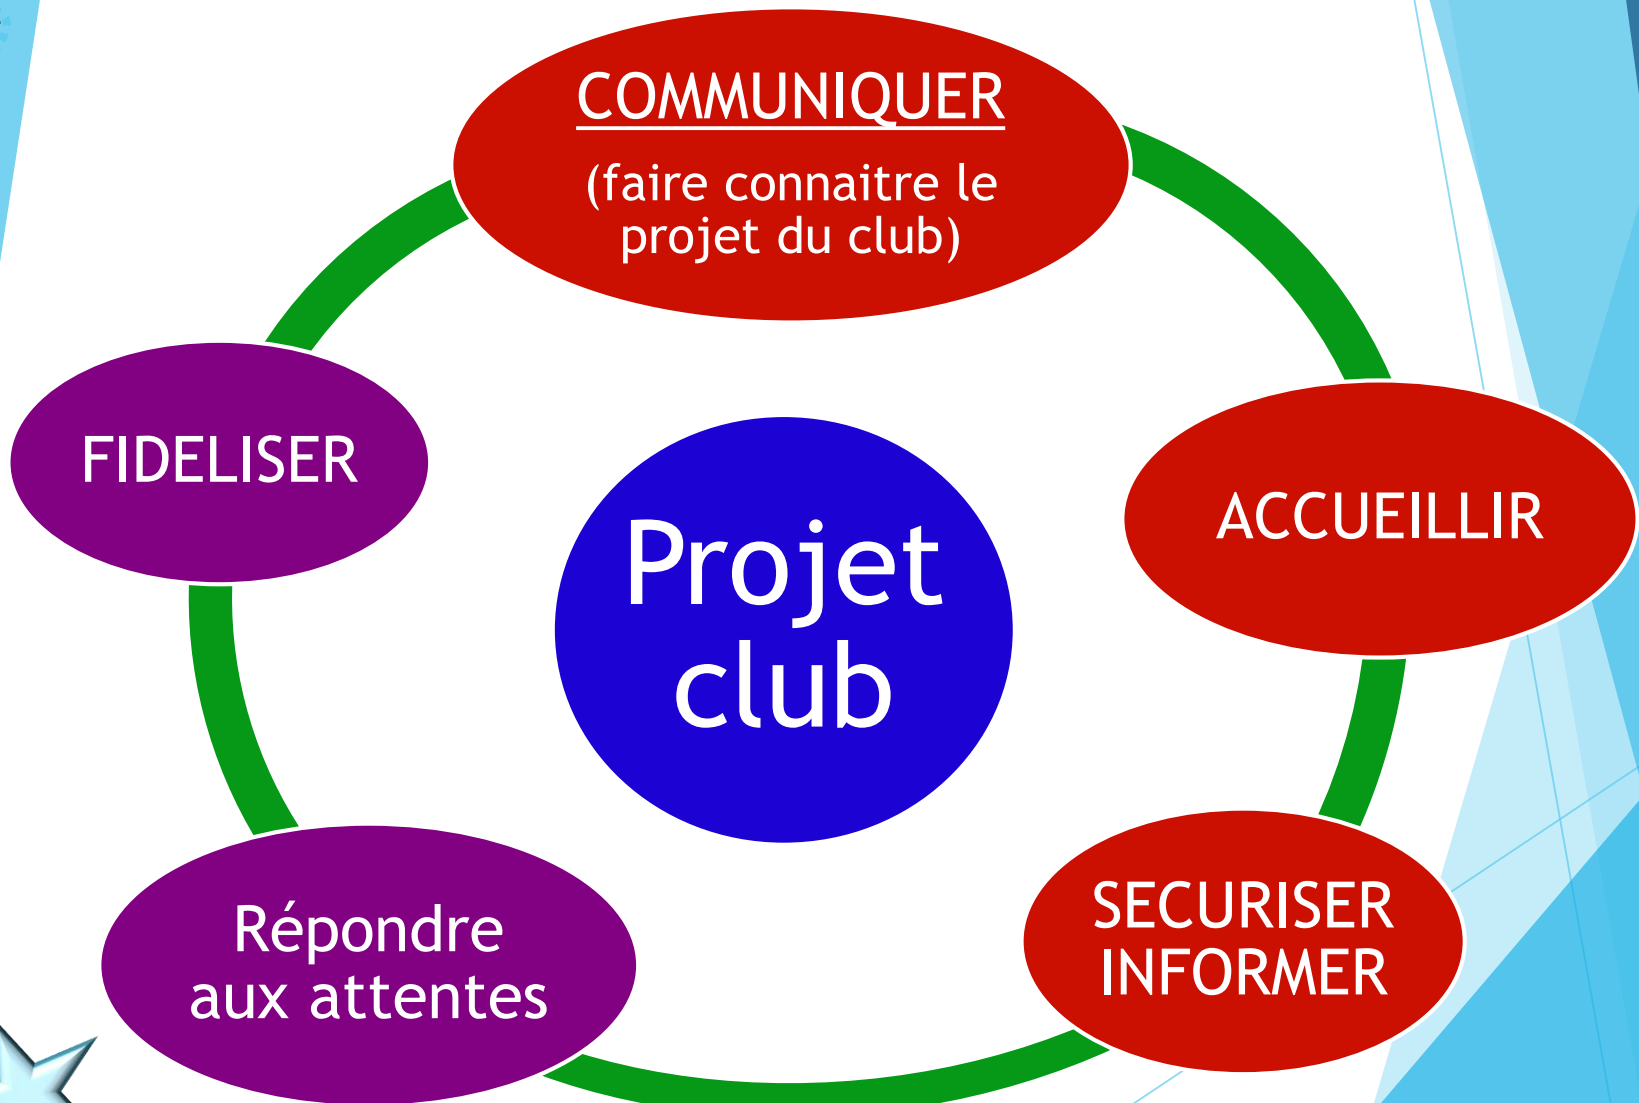 COMMUNIQUER
(faire connaitre le
projet du club)
FIDELISER
ACCUEILLIR
Projet
club
SECURISER
INFORMER
Répondre
aux attentes